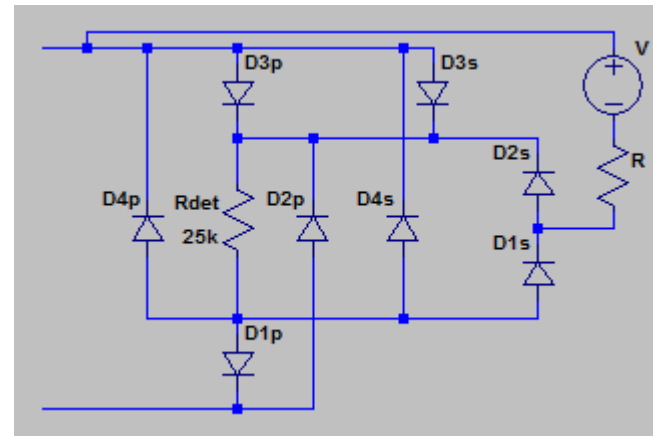 V
D3p
D3s
D2s
R
D4p
Rdet
D2p
D4s
25k
D1s
D1p